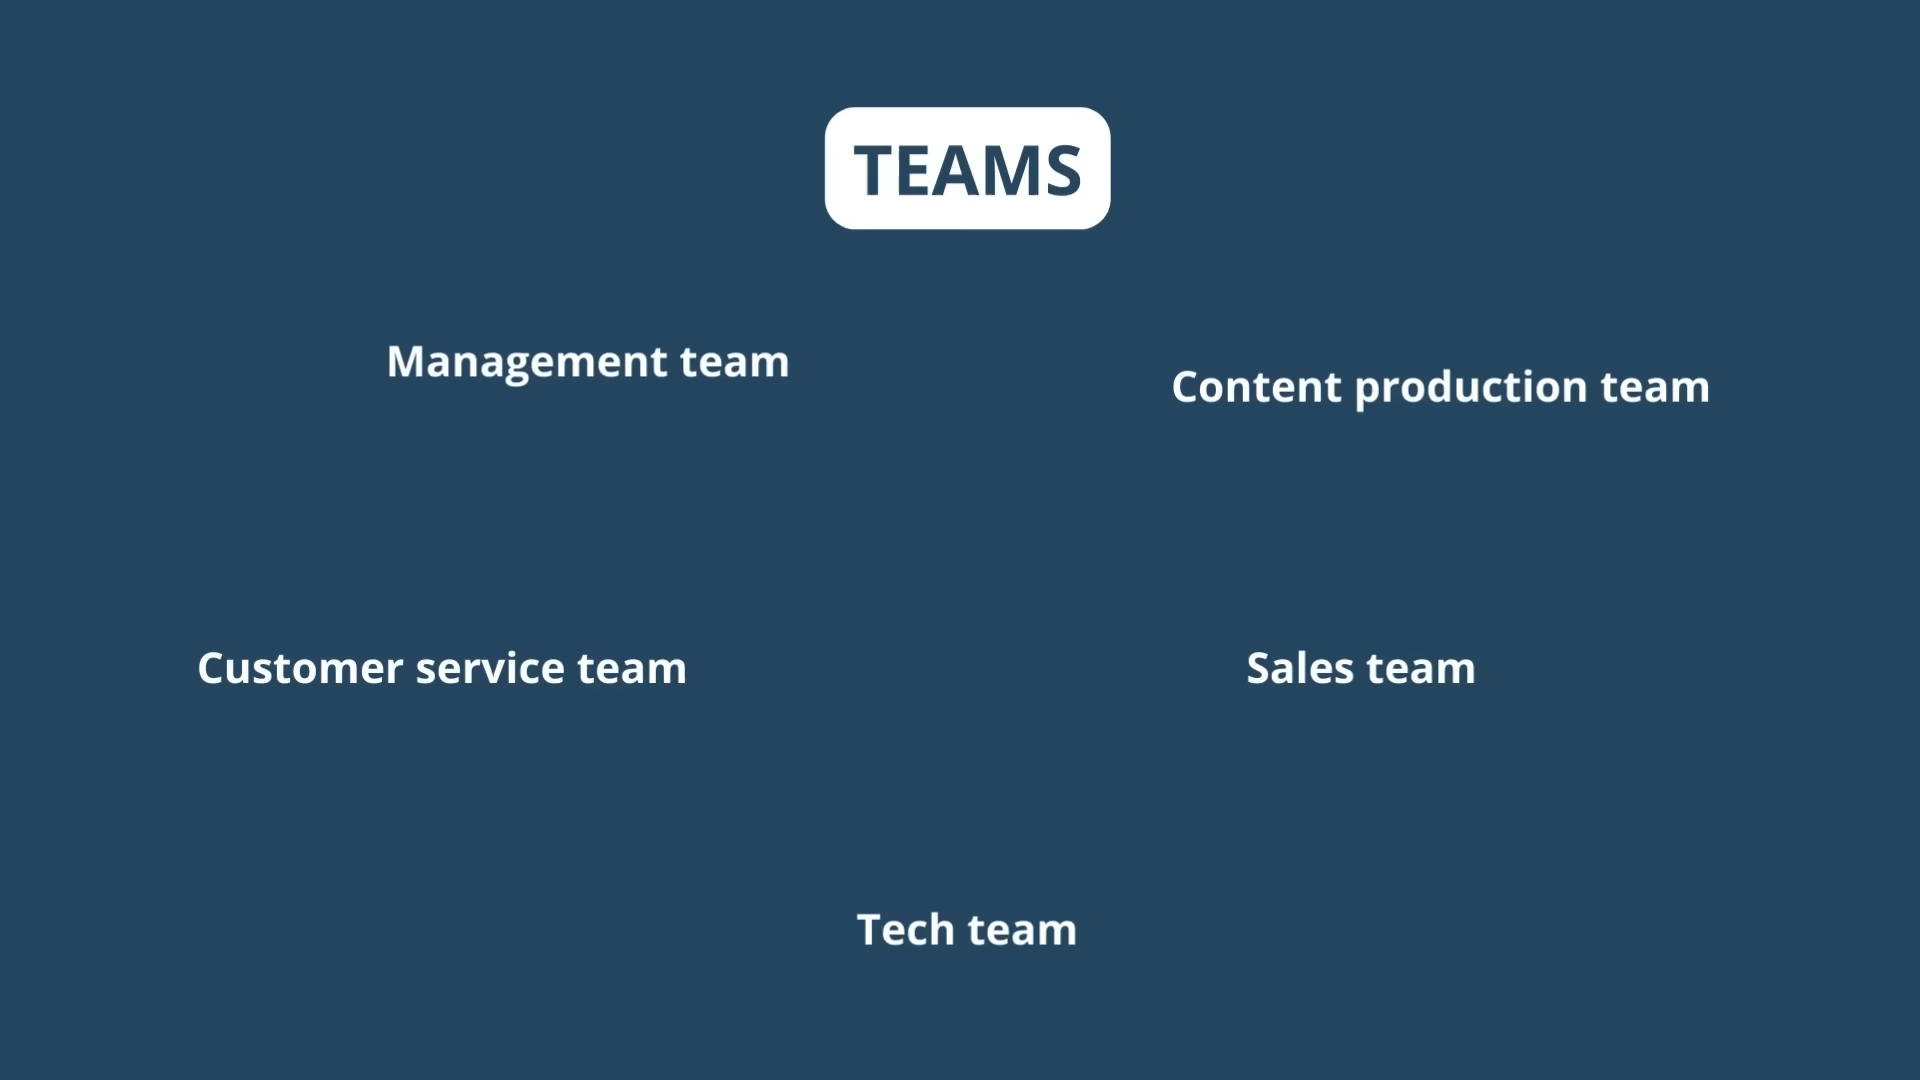 TEAMS
Management team
Content production team
Customer service team
Sales team
Tech team